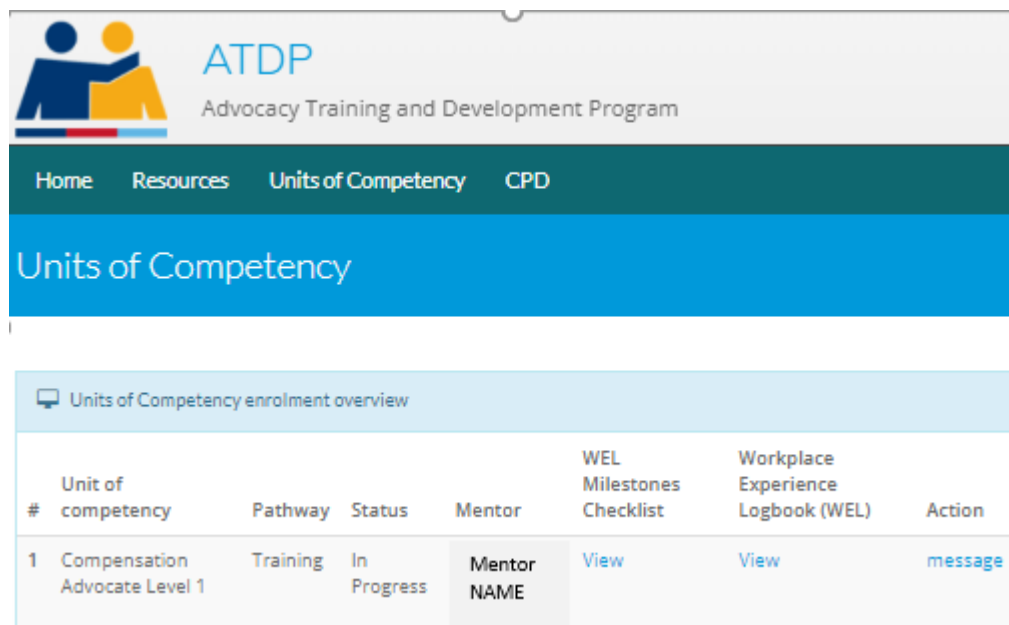 ATDP
Advocacy Training and Development Program
Home Resources Units of Competency CPD
Units of Competency
Units of Competency enrolment overview
# Unit of competency Pathway Status Mentor WEL Milestones Checklist Workplace Experience Logbook (WEL) Action
1 Compensation Advocate Level 1 Training In Progress Mentor NAME View View message